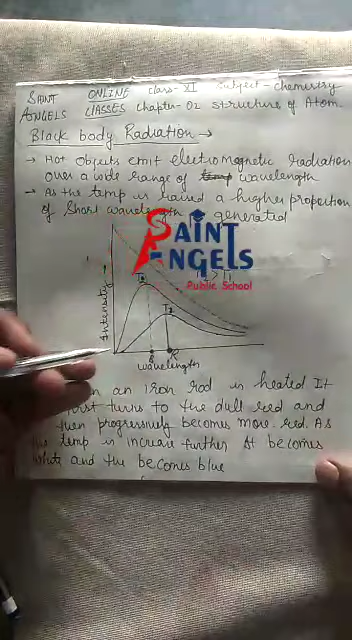 SAINT ONLINE class-XI Subject-chemistry
ANGELS CLASSES Chapter-02 structure of Atom.
Black body Radiation →
→ Hot objects emit electromagnetic radiation
over a wide range of wavelength
→ As the temp is raised a higher proportion
of Short wavelength is generated
SAINT
ANGELS
Public School
T₁
Intensity →
T₂
wavelength
an iron rod is heated It
first turns to the dull red and
then progressively becomes more red. As
temp is increase further It becomes
white and the becomes blue